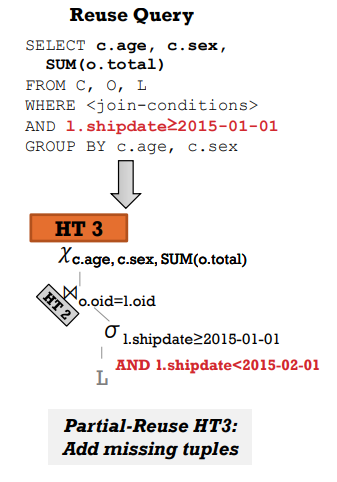 Reuse Query
SELECT c.age, c.sex,
SUM(o.total)
FROM C, O, L
WHERE <join-conditions>
AND l.shipdate≥2015-01-01
GROUP BY c.age, c.sex
HT 3
χ c.age, c.sex, SUM(o.total)
HT 2 ⋈ o.oid=l.oid
σ l.shipdate≥2015-01-01
AND l.shipdate<2015-02-01
L
Partial-Reuse HT3:
Add missing tuples